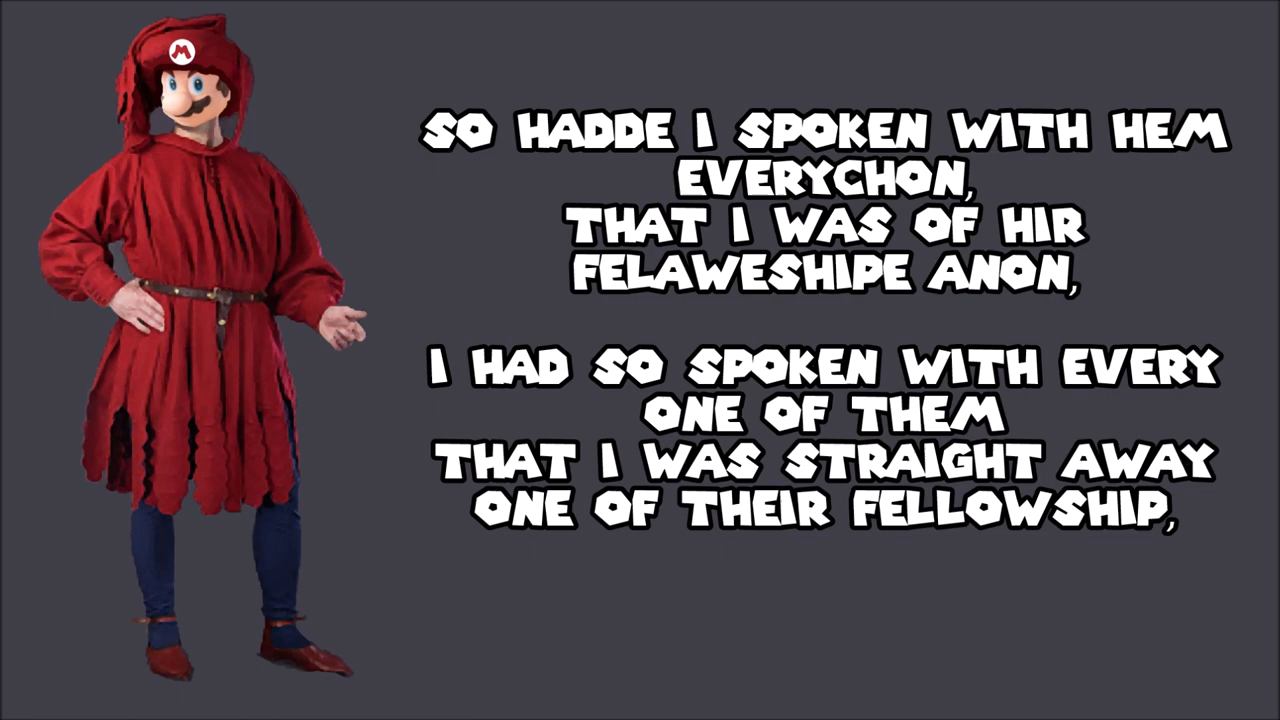 M
SO HADDE I SPOKEN WITH HEM
EVERYCHON,
THAT I WAS OF HIR
FELAWESHIPE ANON,
I HAD SO SPOKEN WITH EVERY
ONE OF THEM
THAT I WAS STRAIGHT AWAY
ONE OF THEIR FELLOWSHIP,